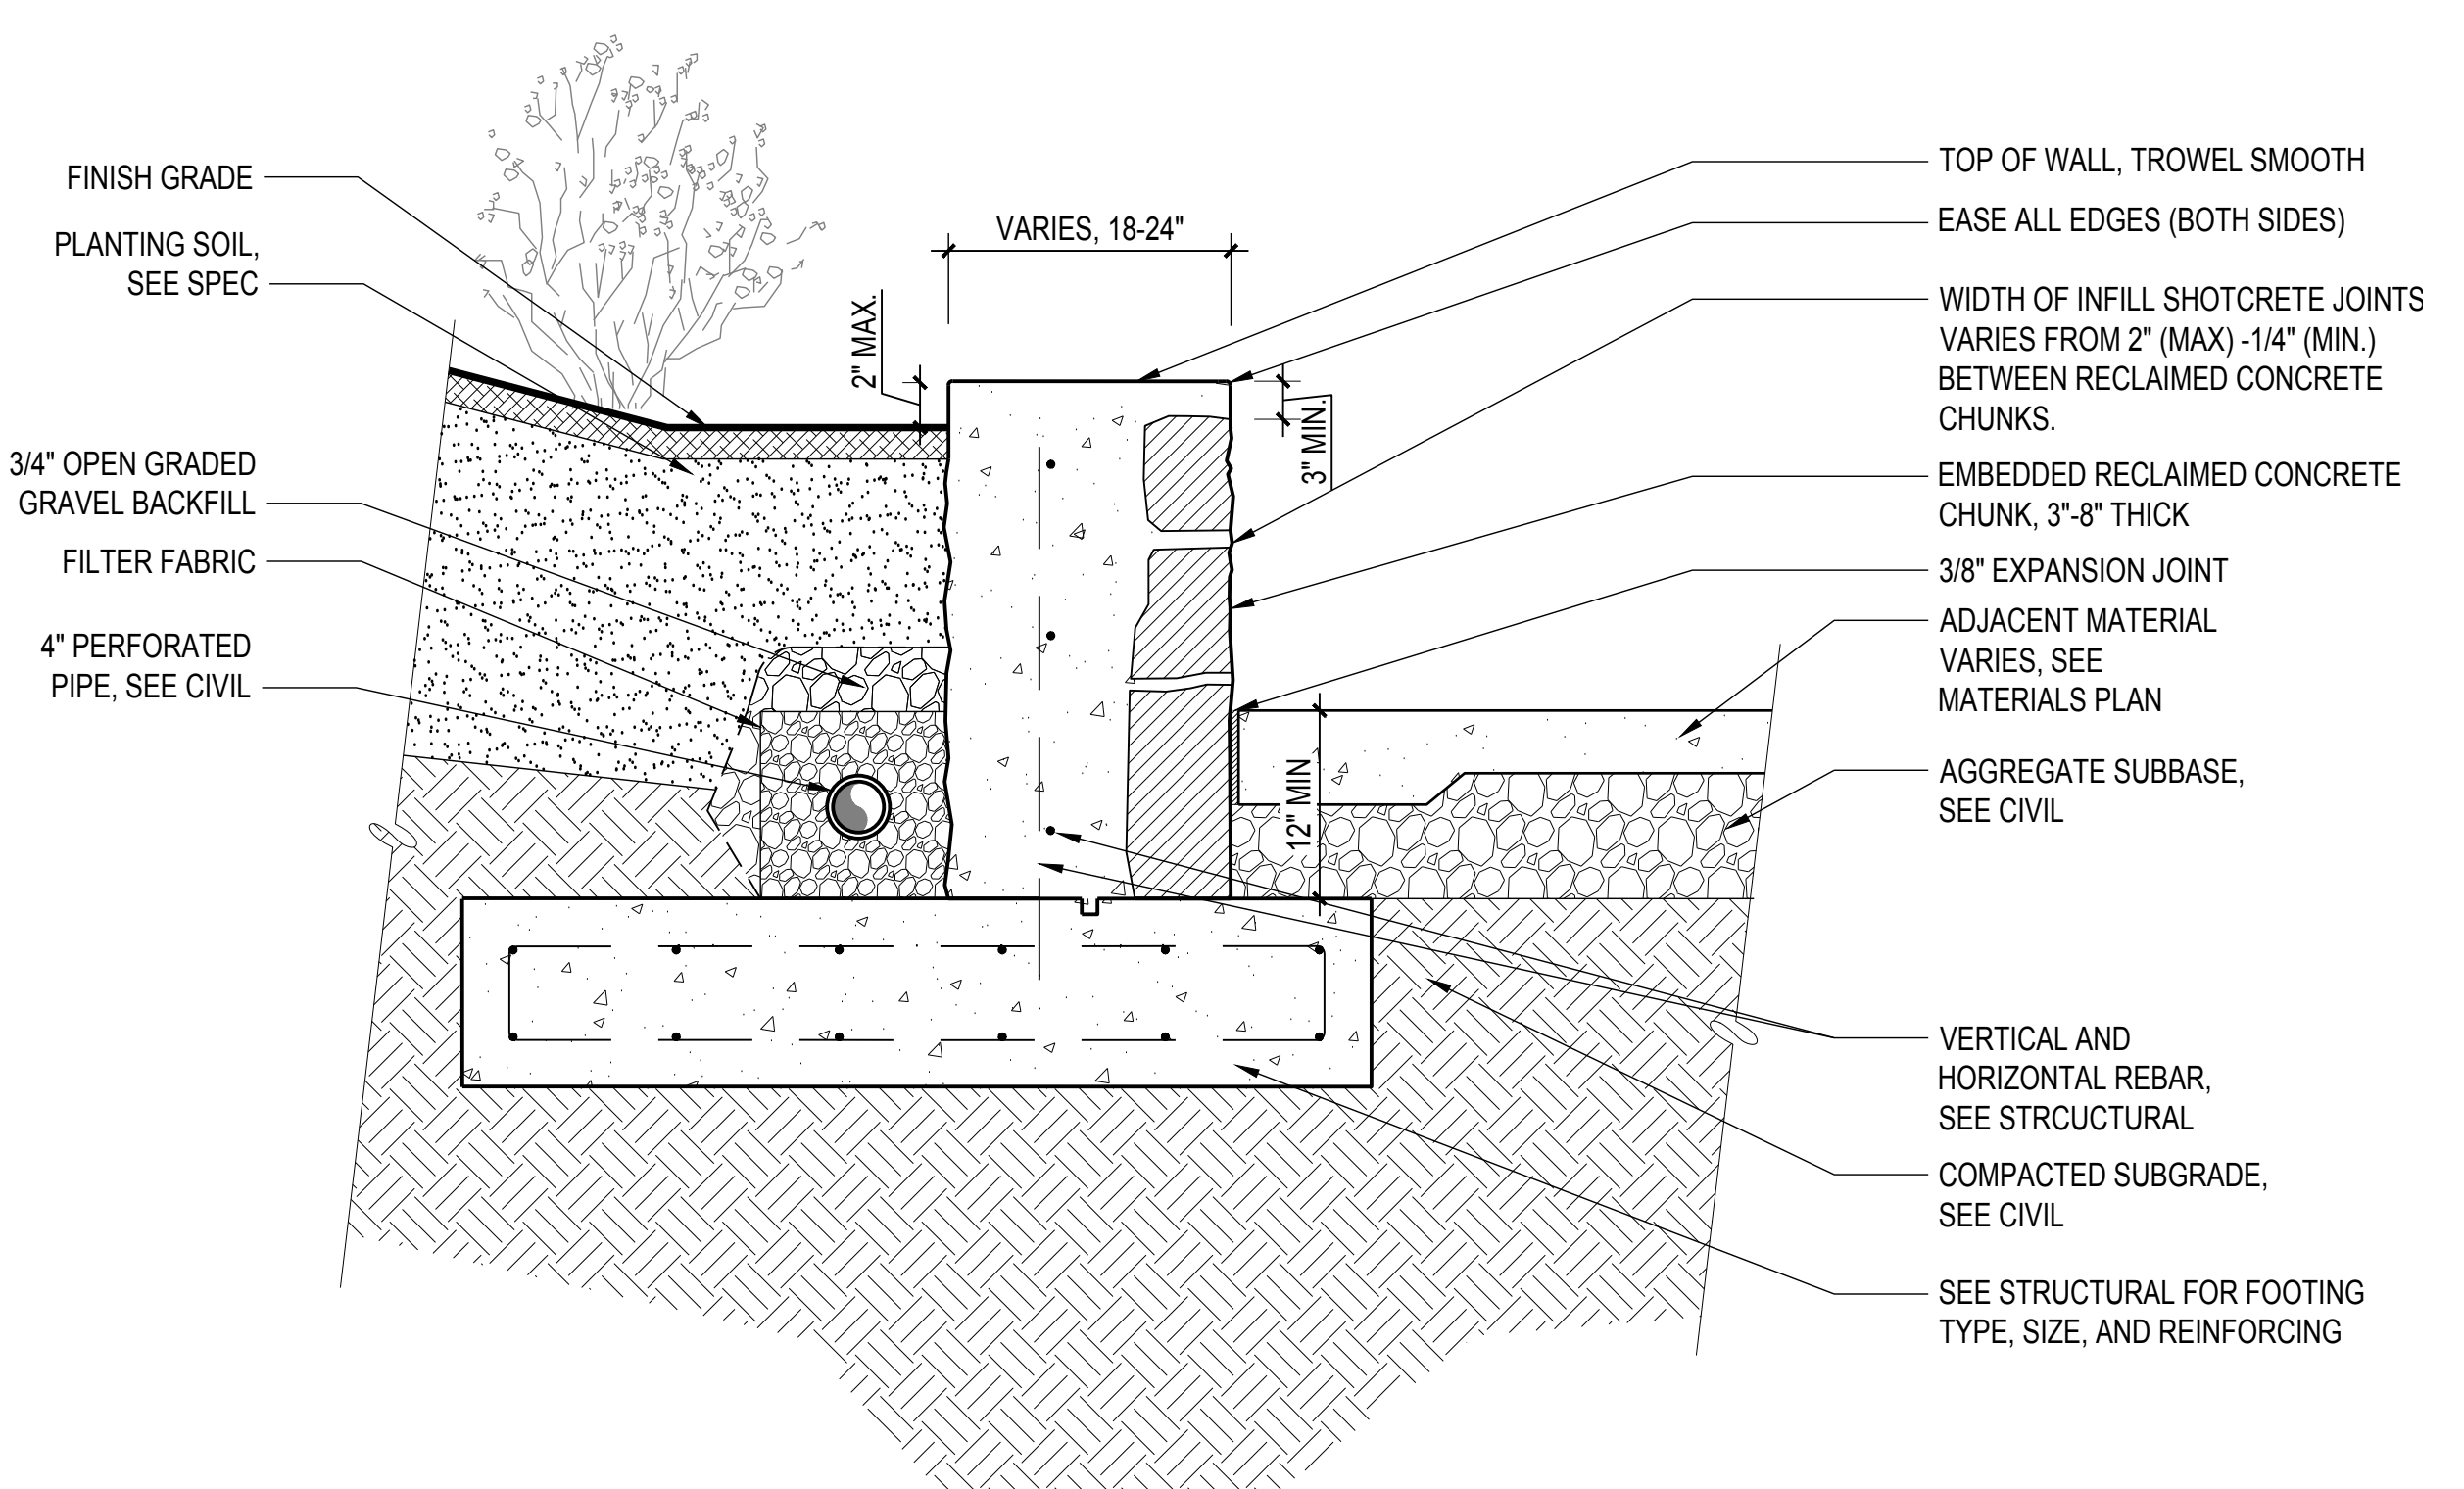 FINISH GRADE
PLANTING SOIL,
SEE SPEC
3/4" OPEN GRADED
GRAVEL BACKFILL
FILTER FABRIC
4" PERFORATED
PIPE, SEE CIVIL
VARIES, 18-24"
2" MAX.
3" MIN.
12" MIN
TOP OF WALL, TROWEL SMOOTH
EASE ALL EDGES (BOTH SIDES)
WIDTH OF INFILL SHOTCRETE JOINTS
VARIES FROM 2" (MAX) -1/4" (MIN.)
BETWEEN RECLAIMED CONCRETE
CHUNKS.
EMBEDDED RECLAIMED CONCRETE
CHUNK, 3"-8" THICK
3/8" EXPANSION JOINT
ADJACENT MATERIAL
VARIES, SEE
MATERIALS PLAN
AGGREGATE SUBBASE,
SEE CIVIL
VERTICAL AND
HORIZONTAL REBAR,
SEE STRCUCTURAL
COMPACTED SUBGRADE,
SEE CIVIL
SEE STRUCTURAL FOR FOOTING
TYPE, SIZE, AND REINFORCING